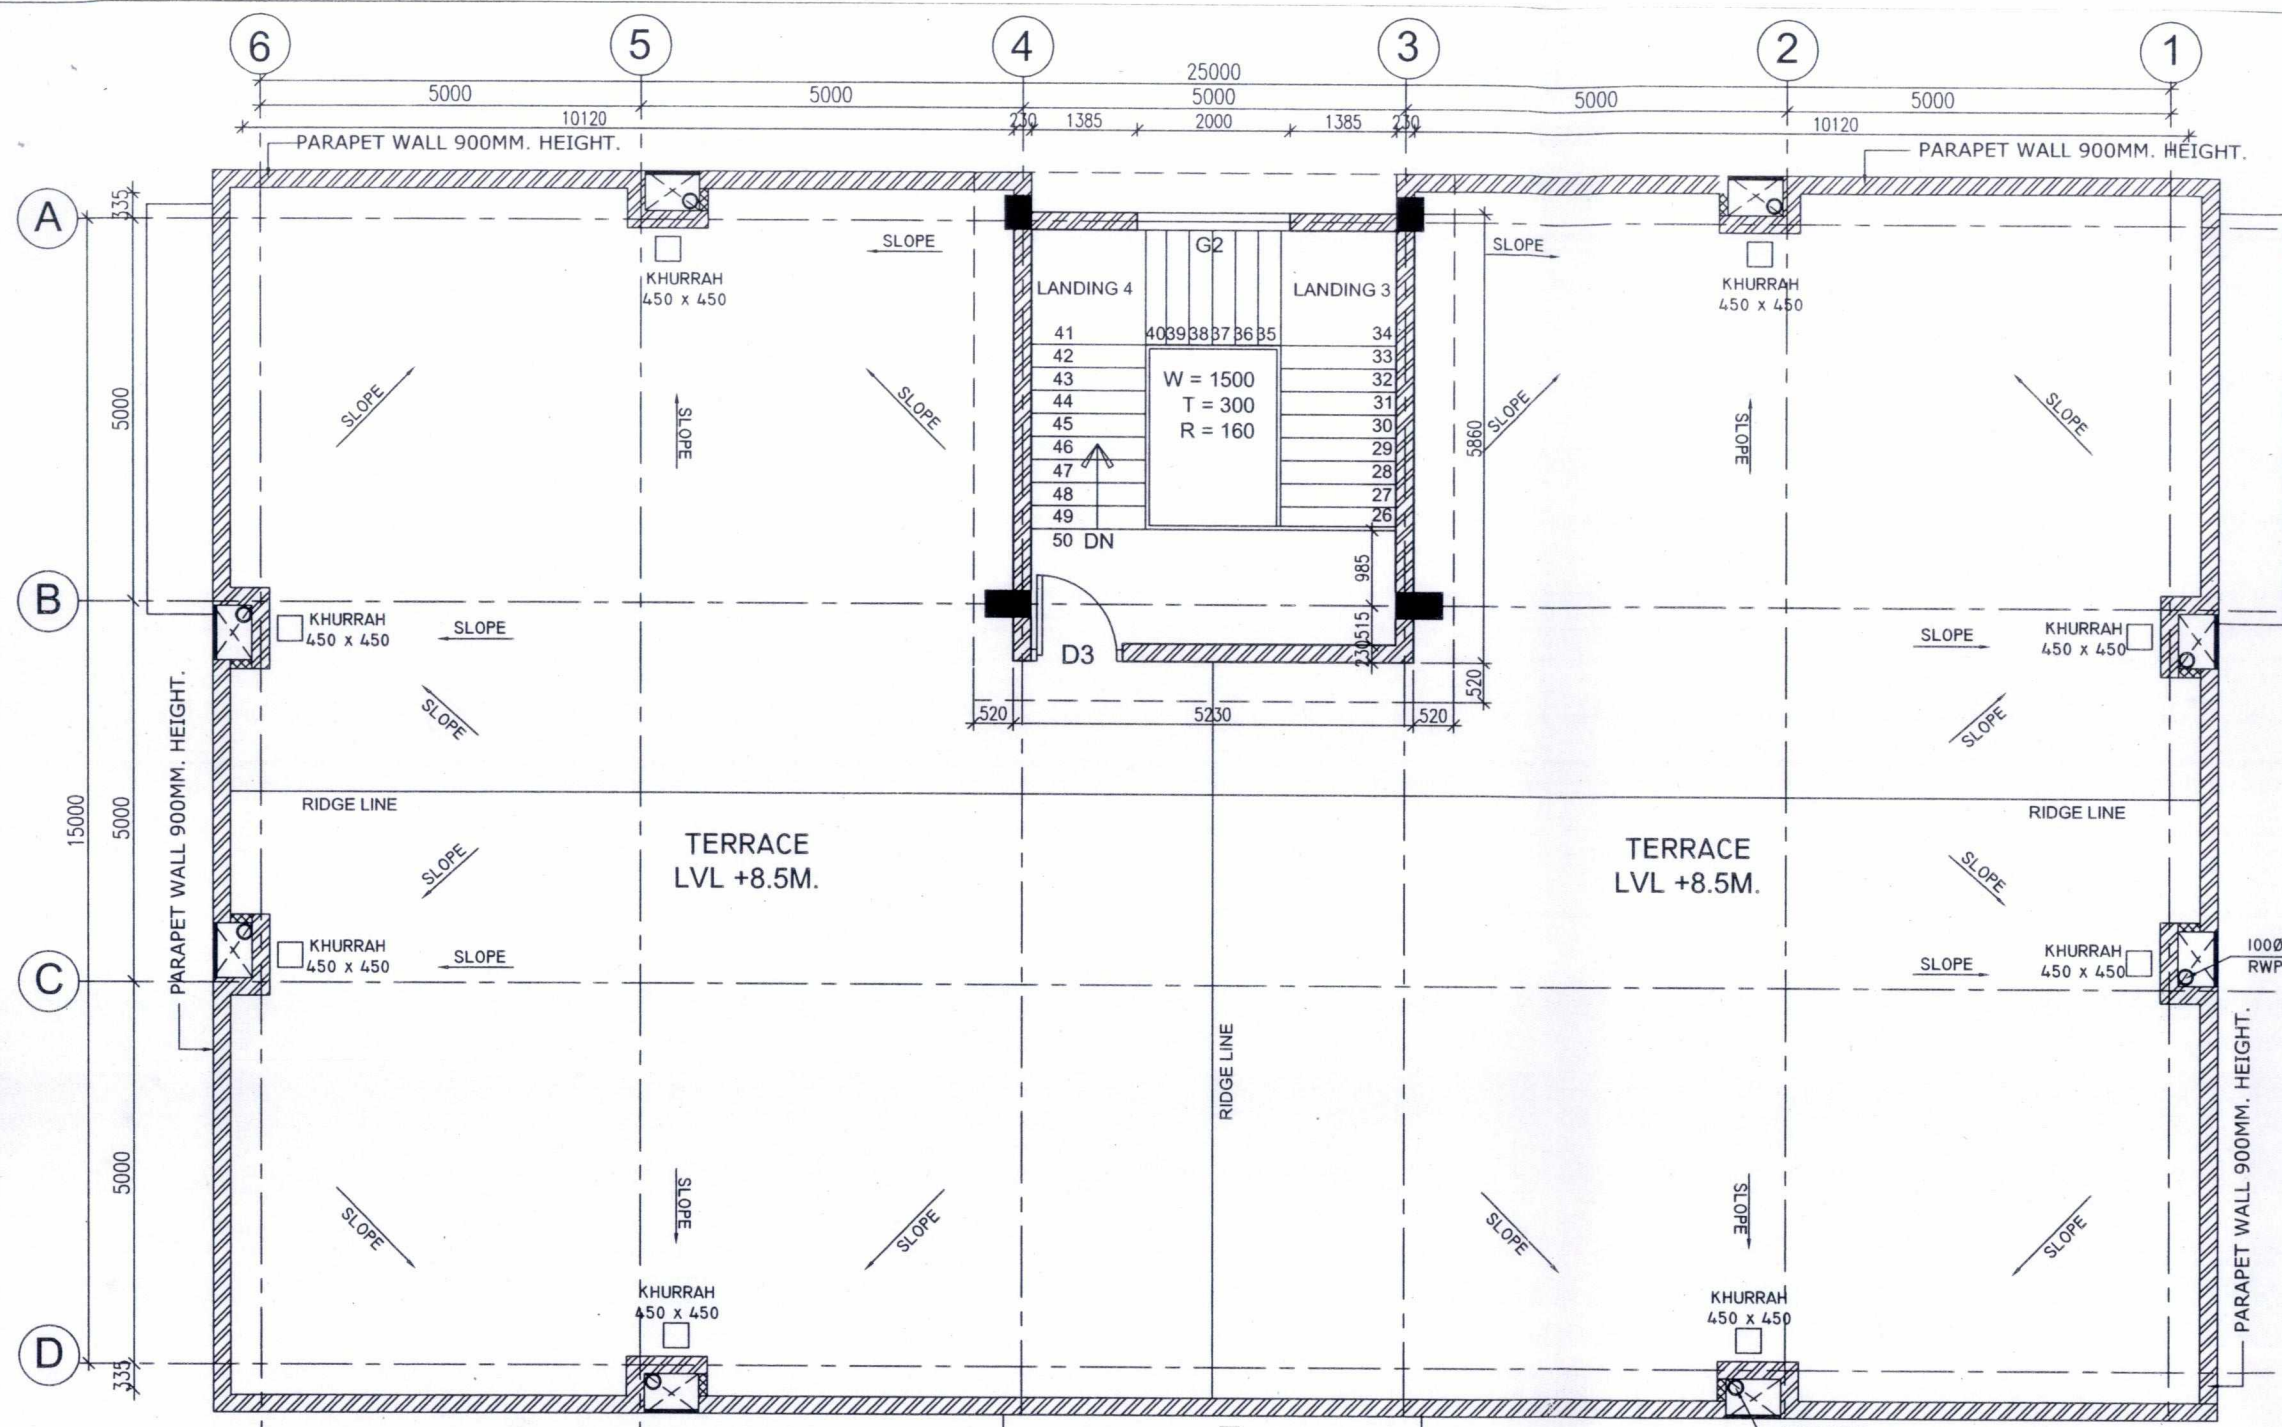 6 5 4 3 2 1
25000
5000 5000 5000 5000 5000
10120 230 1385 2000 1385 230 10120
PARAPET WALL 900MM. HEIGHT.
PARAPET WALL 900MM. HEIGHT.
335
A
SLOPE
G2
SLOPE
KHURRAH
450 x 450
LANDING 4
LANDING 3
KHURRAH
450 x 450
41 40 39 38 37 36 35 34
42 33
43 W = 1500 32
44 T = 300 31
45 R = 160 30
46 29
47 28
48 27
49 26
50 DN
SLOPE
SLOPE
SLOPE
SLOPE
SLOPE
SLOPE
5000
5860
985
B
KHURRAH
450 x 450
SLOPE
515
230
D3
SLOPE
KHURRAH
450 x 450
520
520 5230 520
SLOPE
SLOPE
PARAPET WALL 900MM. HEIGHT.
15000
5000
RIDGE LINE
RIDGE LINE
TERRACE
LVL +8.5M.
TERRACE
LVL +8.5M.
SLOPE
SLOPE
C
KHURRAH
450 x 450
SLOPE
SLOPE
KHURRAH
450 x 450
100Ø
RWP
RIDGE LINE
PARAPET WALL 900MM. HEIGHT.
5000
SLOPE
SLOPE
SLOPE
SLOPE
SLOPE
SLOPE
KHURRAH
450 x 450
KHURRAH
450 x 450
D
335